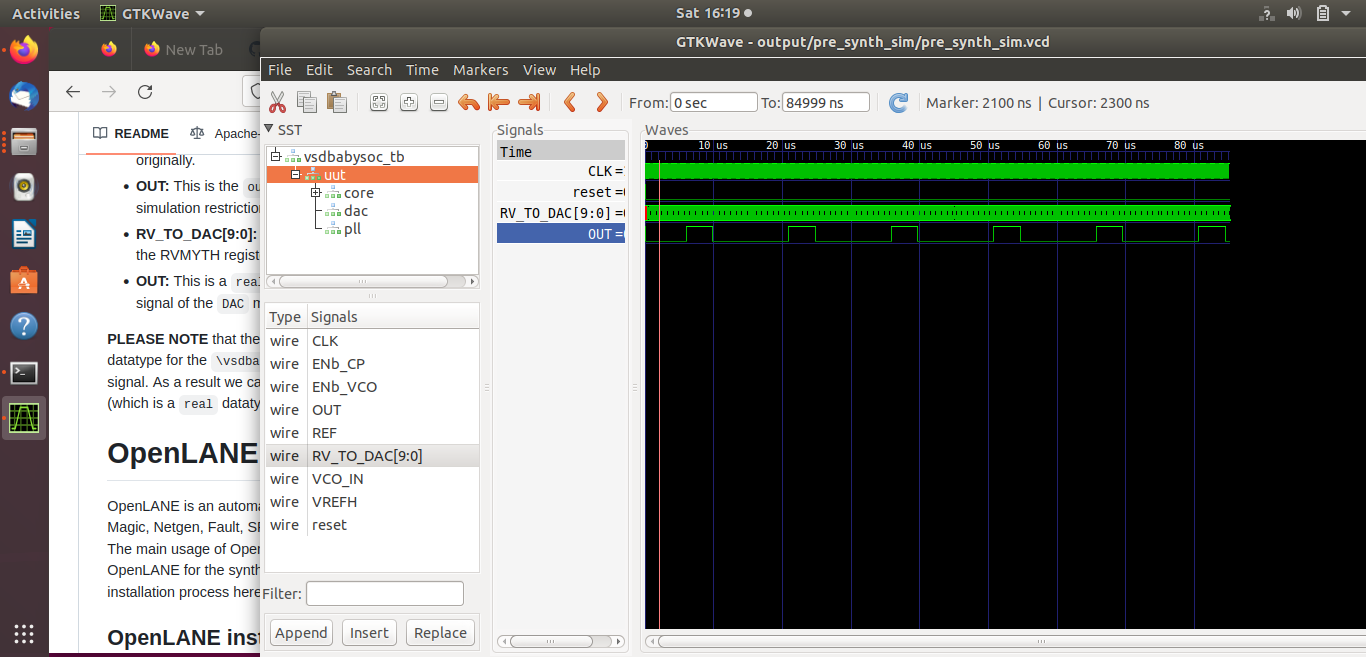 Activities GTKWave Sat 16:19
New Tab
README Apache-
originally.
OUT: This is the ou
simulation restriction
RV_TO_DAC[9:0]:
the RVMYTH regist
OUT: This is a real
signal of the DAC m
PLEASE NOTE that the
datatype for the \vsdba
signal. As a result we ca
(which is a real dataty
OpenLANE
OpenLANE is an automa
Magic, Netgen, Fault, SP
The main usage of Open
OpenLANE for the synth
installation process here
OpenLANE inst
GTKWave - output/pre_synth_sim/pre_synth_sim.vcd
File Edit Search Time Markers View Help
From: 0 sec To: 84999 ns Marker: 2100 ns | Cursor: 2300 ns
SST
vsdbabysoc_tb
uut
core
dac
pll
Type Signals
wire CLK
wire ENb_CP
wire ENb_VCO
wire OUT
wire REF
wire RV_TO_DAC[9:0]
wire VCO_IN
wire VREFH
wire reset
Filter:
Append Insert Replace
Signals
Time
CLK =
reset =
RV_TO_DAC[9:0] =
OUT =
Waves
0 10 us 20 us 30 us 40 us 50 us 60 us 70 us 80 us